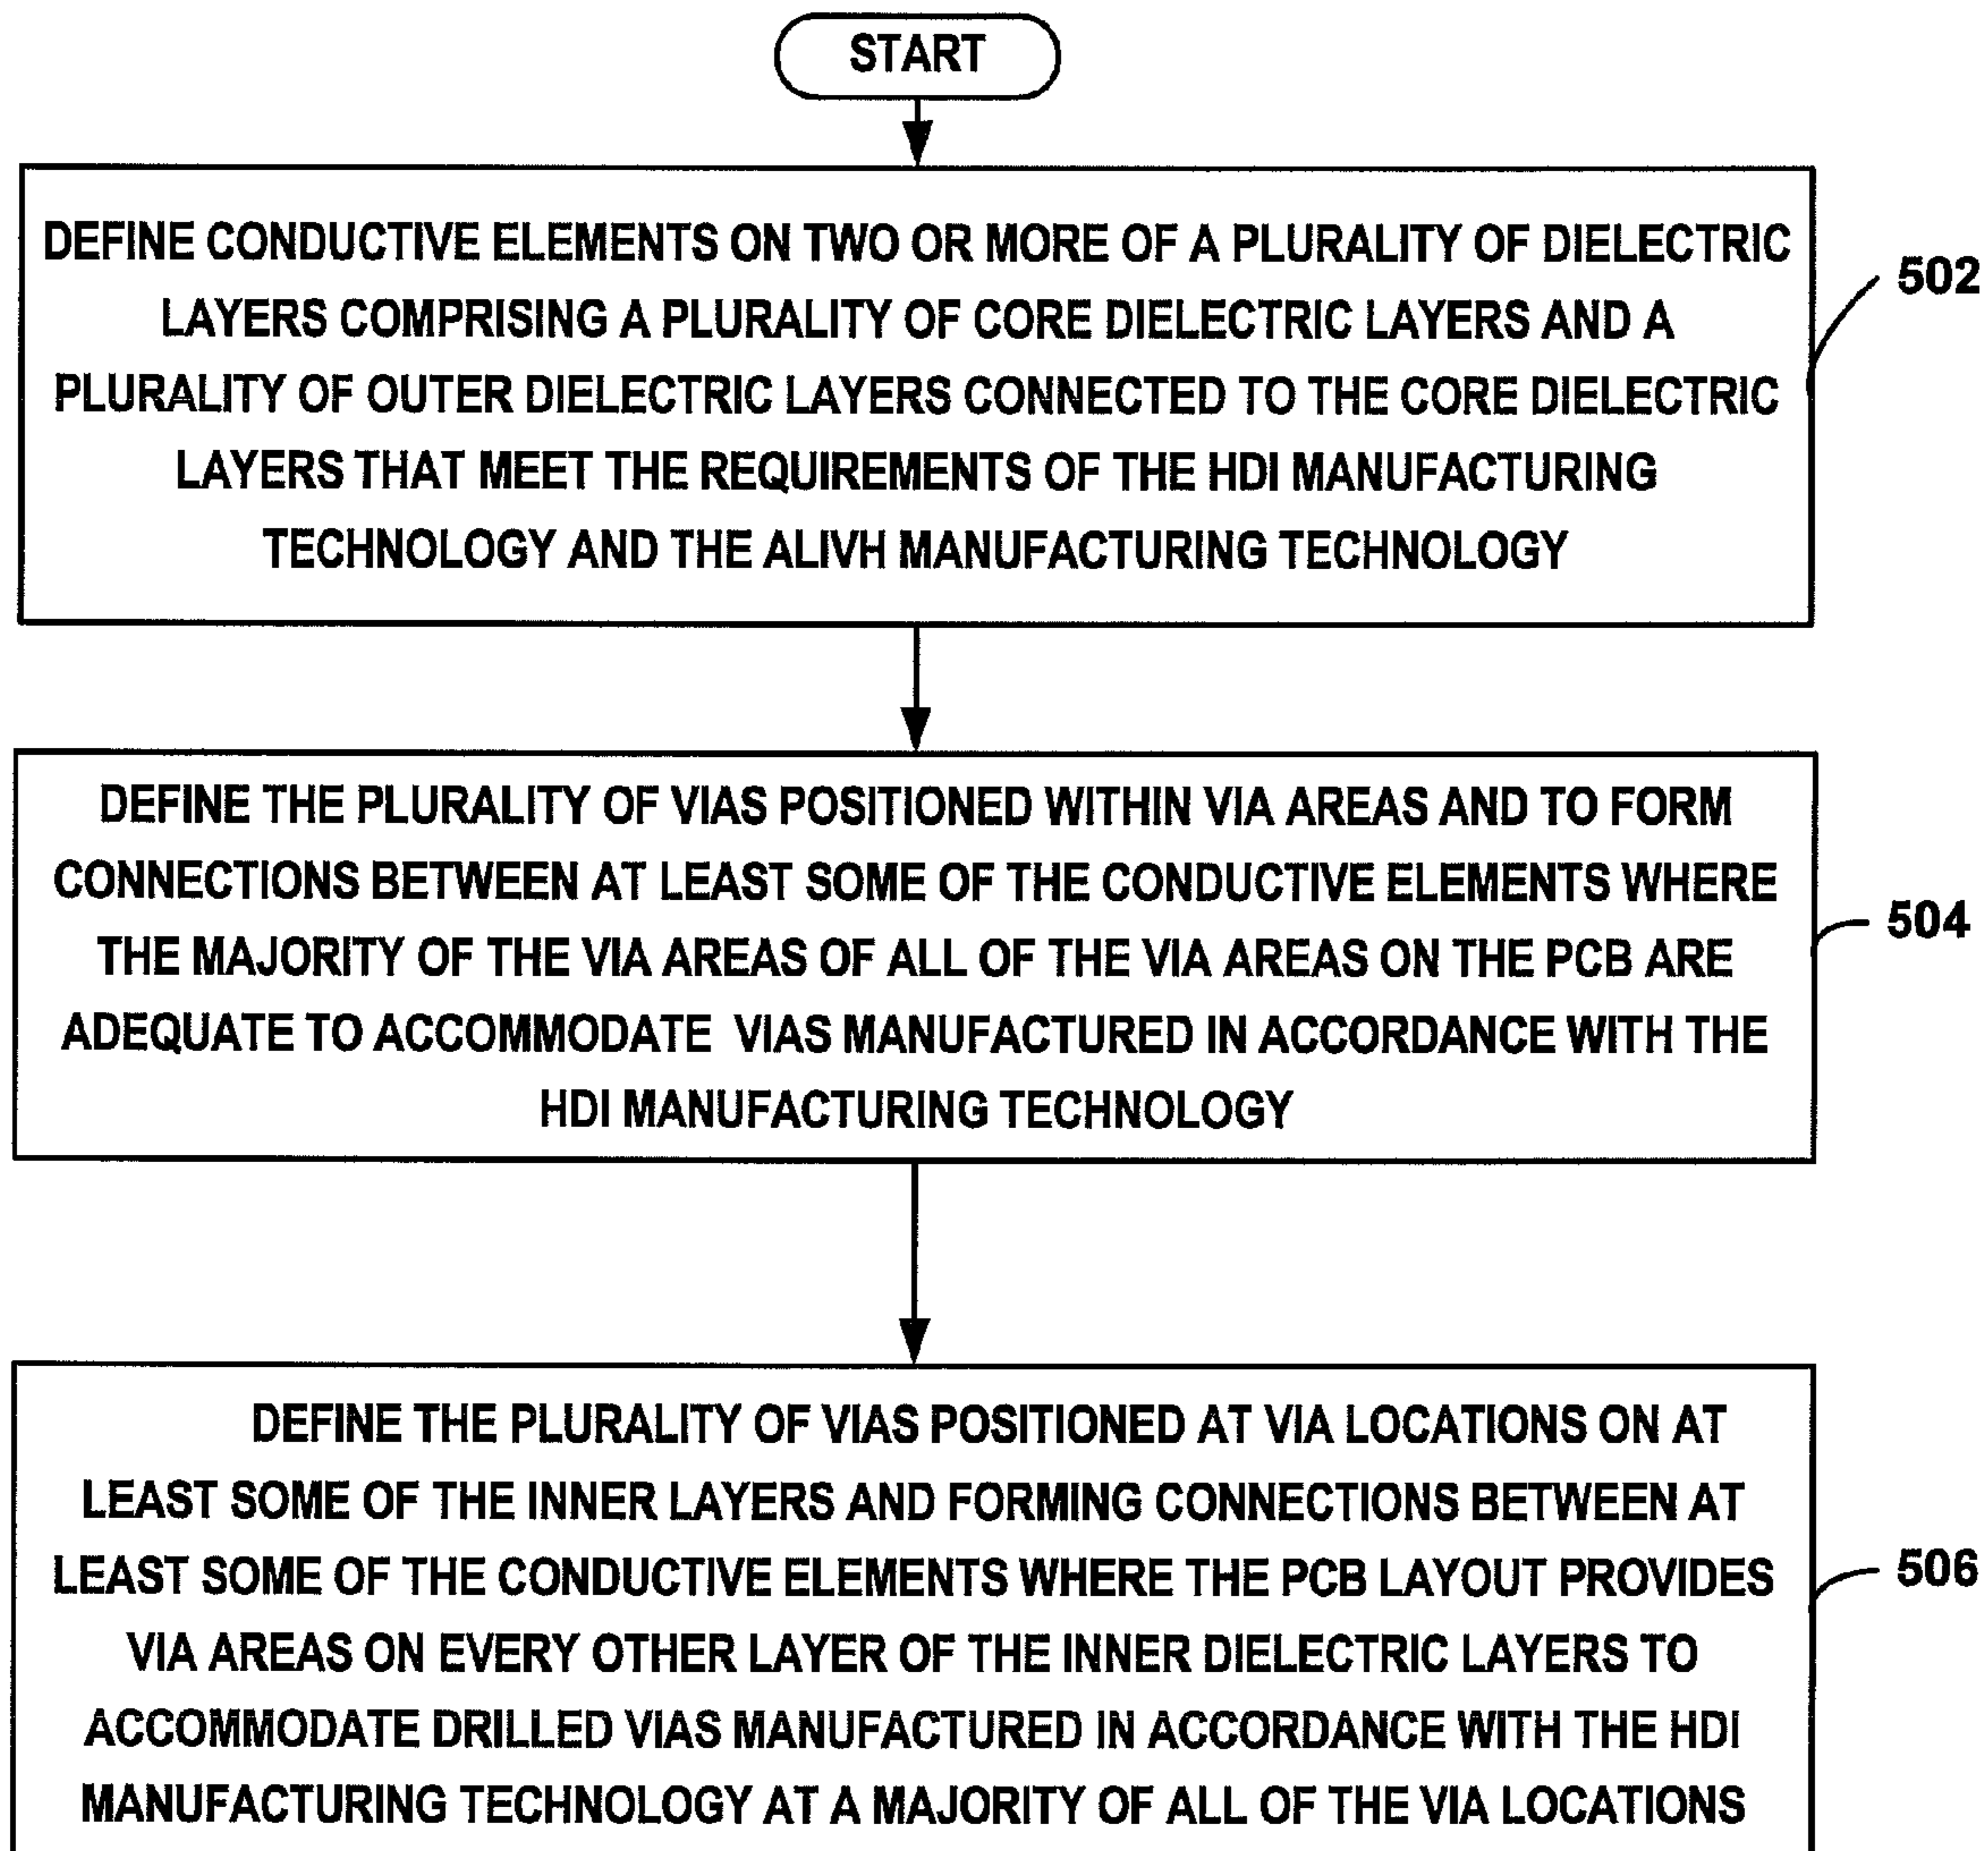 START
DEFINE CONDUCTIVE ELEMENTS ON TWO OR MORE OF A PLURALITY OF DIELECTRIC
LAYERS COMPRISING A PLURALITY OF CORE DIELECTRIC LAYERS AND A
PLURALITY OF OUTER DIELECTRIC LAYERS CONNECTED TO THE CORE DIELECTRIC
LAYERS THAT MEET THE REQUIREMENTS OF THE HDI MANUFACTURING
TECHNOLOGY AND THE ALIVH MANUFACTURING TECHNOLOGY
502
DEFINE THE PLURALITY OF VIAS POSITIONED WITHIN VIA AREAS AND TO FORM
CONNECTIONS BETWEEN AT LEAST SOME OF THE CONDUCTIVE ELEMENTS WHERE
THE MAJORITY OF THE VIA AREAS OF ALL OF THE VIA AREAS ON THE PCB ARE
ADEQUATE TO ACCOMMODATE VIAS MANUFACTURED IN ACCORDANCE WITH THE
HDI MANUFACTURING TECHNOLOGY
504
DEFINE THE PLURALITY OF VIAS POSITIONED AT VIA LOCATIONS ON AT
LEAST SOME OF THE INNER LAYERS AND FORMING CONNECTIONS BETWEEN AT
LEAST SOME OF THE CONDUCTIVE ELEMENTS WHERE THE PCB LAYOUT PROVIDES
VIA AREAS ON EVERY OTHER LAYER OF THE INNER DIELECTRIC LAYERS TO
ACCOMMODATE DRILLED VIAS MANUFACTURED IN ACCORDANCE WITH THE HDI
MANUFACTURING TECHNOLOGY AT A MAJORITY OF ALL OF THE VIA LOCATIONS
506